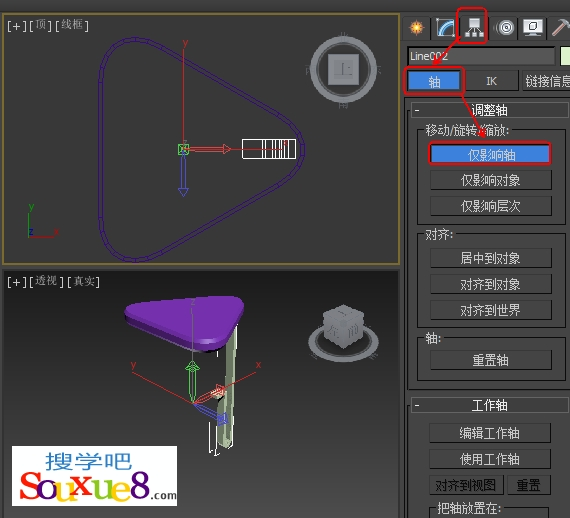 [+][顶][线框]
y
上
y
z
x
[+][透视][真实]
y
x
搜学吧
Souxue8.com
Line002
轴
IK
链接信息
- 调整轴
移动/旋转/缩放:
仅影响轴
仅影响对象
仅影响层次
对齐:
居中到对象
对齐到对象
对齐到世界
轴:
重置轴
- 工作轴
编辑工作轴
使用工作轴
对齐到视图
重置
把轴放置在: